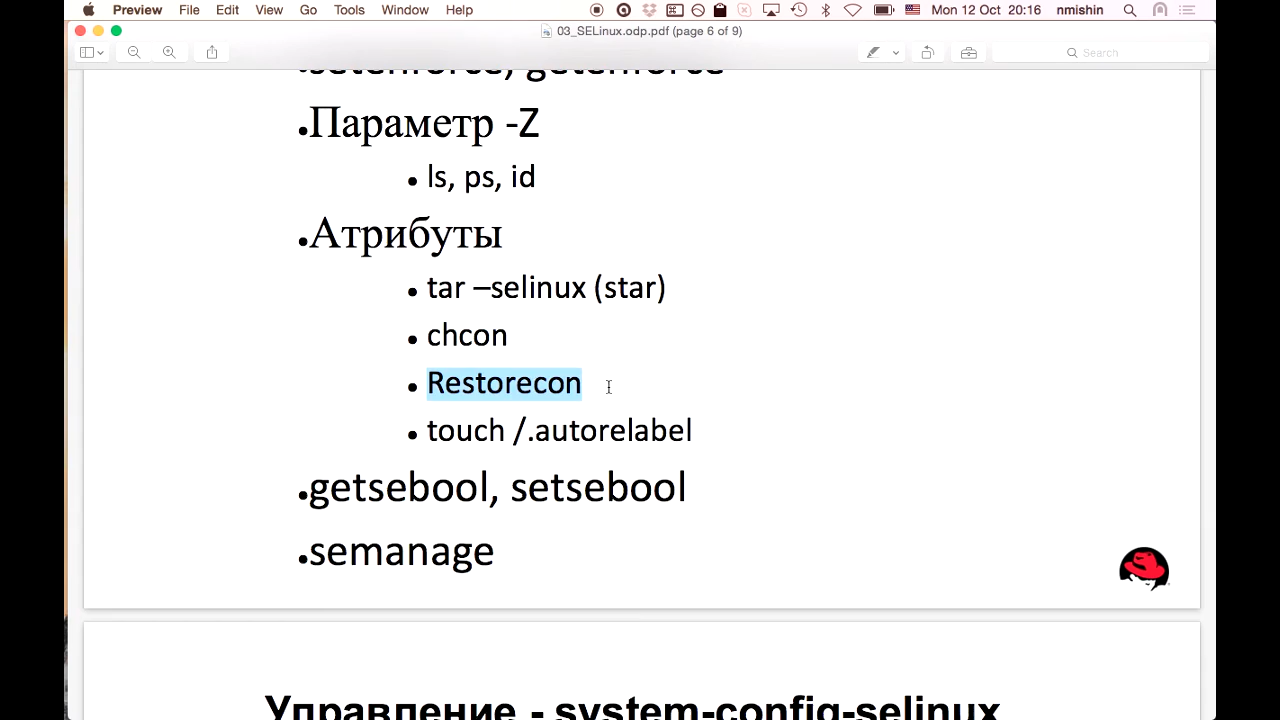 Preview File Edit View Go Tools Window Help Mon 12 Oct 20:16 nmishin
03_SELinux.odp.pdf (page 6 of 9)
Search
setenforce, getenforce
•Параметр -Z
• ls, ps, id
•Атрибуты
• tar –selinux (star)
• chcon
• Restorecon
• touch /.autorelabel
•getsebool, setsebool
•semanage
Управление - system-config-selinux